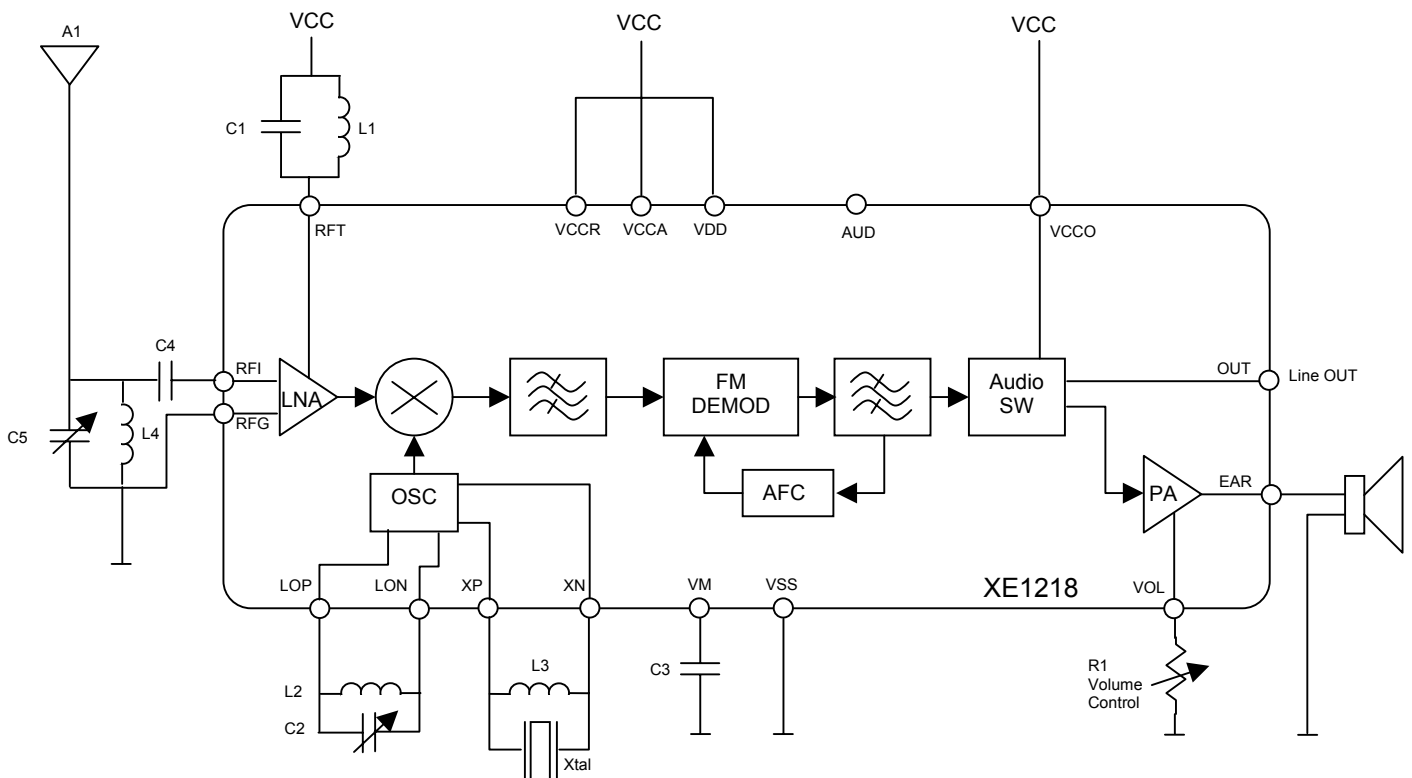 VCC
VCC
VCC
A1
C1
L1
RFT
VCCR
VCCA
VDD
AUD
VCCO
C4
RFI
LNA
RFG
C5
L4
FM
DEMOD
Audio
SW
OUT
Line OUT
OSC
AFC
PA
EAR
LOP
LON
XP
XN
VM
VSS
XE1218
VOL
L2
C2
L3
Xtal
C3
R1
Volume
Control